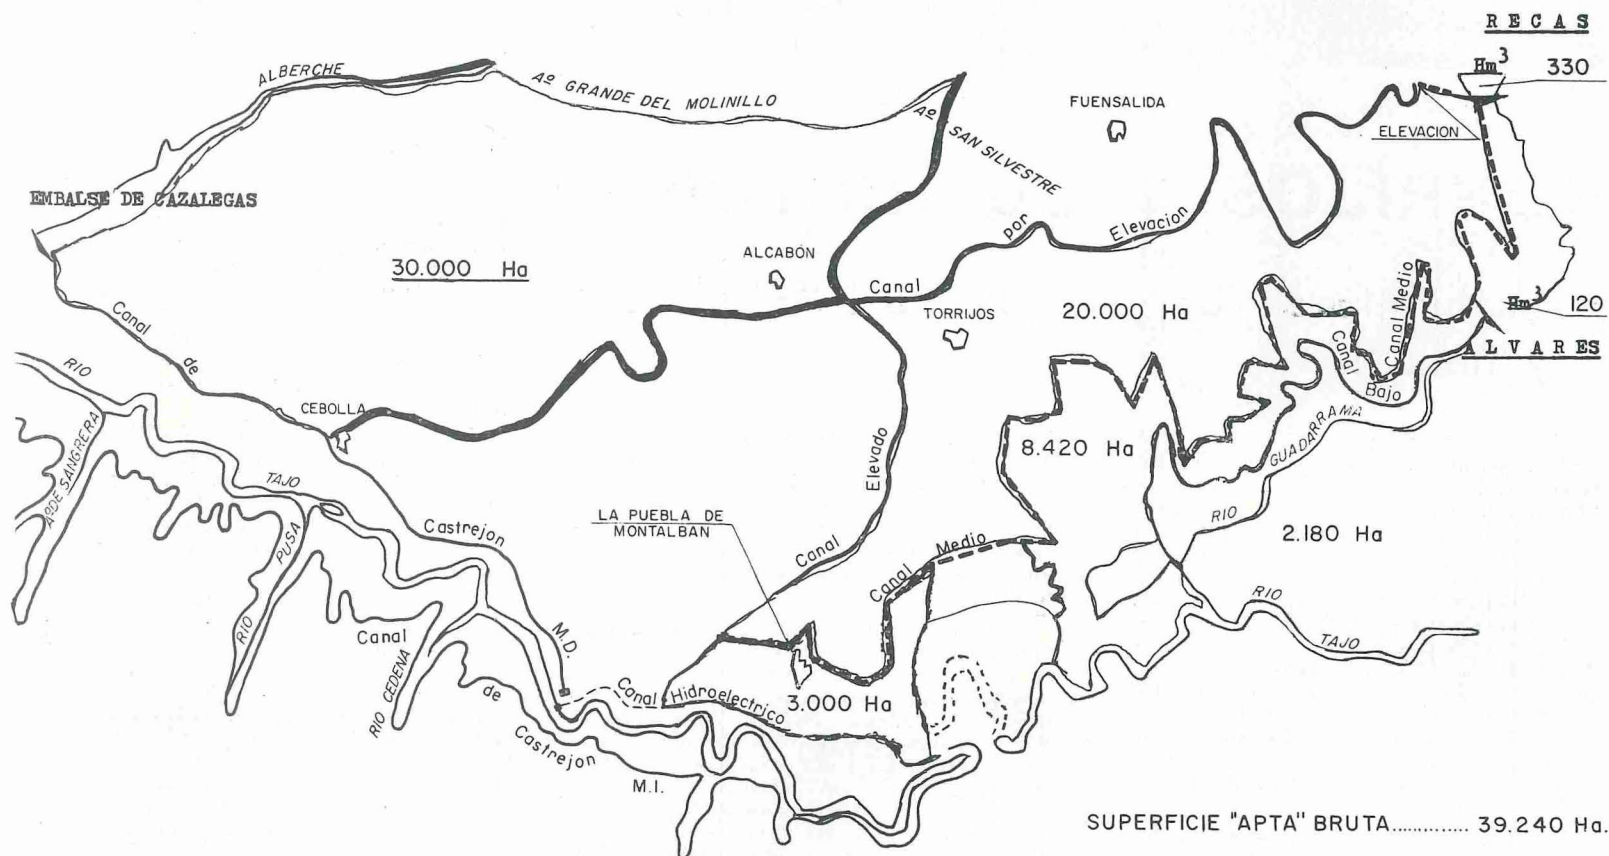 RECAS
Hm³ 330
ALBERCHE
Aº GRANDE DEL MOLINILLO
FUENSALIDA
Aº SAN SILVESTRE
ELEVACION
EMBALSE DE CAZALEGAS
30.000 Ha
ALCABÓN
Canal por Elevacion
TORRIJOS
20.000 Ha
Canal Medio
Hm³ 120
ALVARES
Canal Bajo
Canal de Castrejon M.D.
RIO TAJO
CEBOLLA
Aº DE SANGRERA
8.420 Ha
RIO GUADARRAMA
Canal Elevado
LA PUEBLA DE
MONTALBAN
RIO PUSA
Canal Medio
2.180 Ha
RIO TAJO
RIO CEDENA
Canal de Castrejon M.I.
Canal Hidroelectrico
3.000 Ha
SUPERFICIE "APTA" BRUTA............. 39.240 Ha.